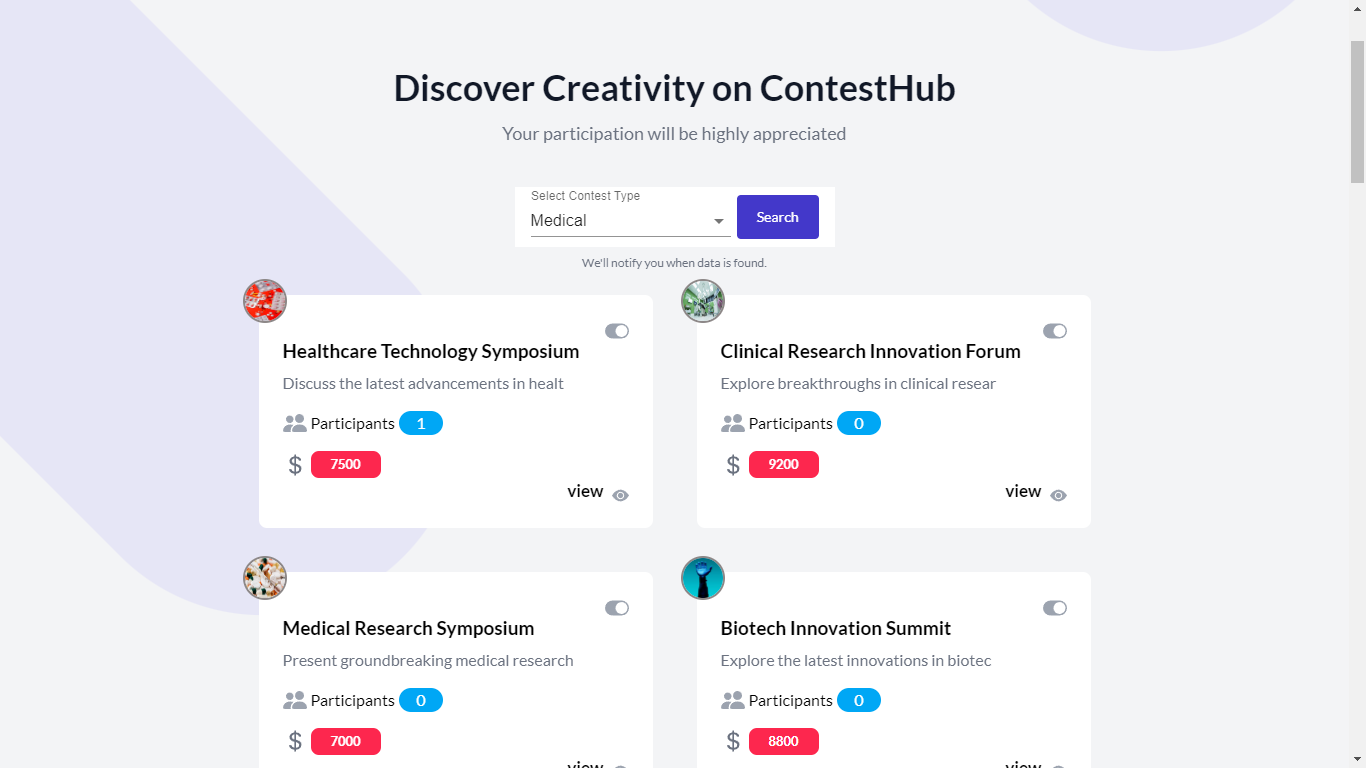 Discover Creativity on ContestHub
Your participation will be highly appreciated
Select Contest Type
Medical
Search
We'll notify you when data is found.
Healthcare Technology Symposium
Discuss the latest advancements in healt
Participants 1
$ 7500
view
Clinical Research Innovation Forum
Explore breakthroughs in clinical resear
Participants 0
$ 9200
view
Medical Research Symposium
Present groundbreaking medical research
Participants 0
$ 7000
view
Biotech Innovation Summit
Explore the latest innovations in biotec
Participants 0
$ 8800
view